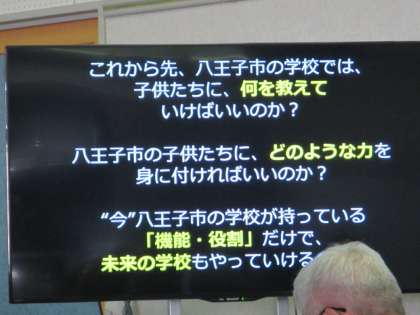 これから先、八王子市の学校では、
子供たちに、何を教えて
いけばいいのか？
八王子市の子供たちに、どのような力を
身に付ければいいのか？
“今”八王子市の学校が持っている
「機能・役割」だけで、
未来の学校もやっていける